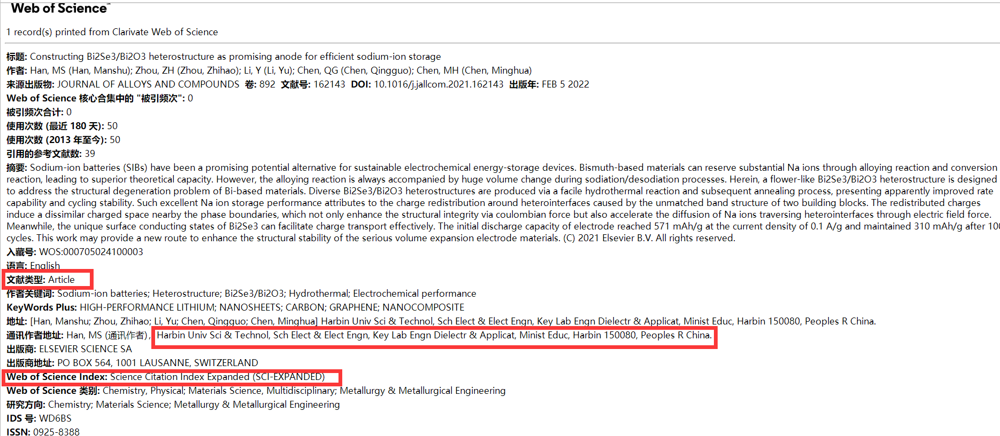 Web of Science™
1 record(s) printed from Clarivate Web of Science
标题: Constructing Bi2Se3/Bi2O3 heterostructure as promising anode for efficient sodium-ion storage
作者: Han, MS (Han, Manshu); Zhou, ZH (Zhou, Zhihao); Li, Y (Li, Yu); Chen, QG (Chen, Qingguo); Chen, MH (Chen, Minghua)
来源出版物: JOURNAL OF ALLOYS AND COMPOUNDS 卷: 892 文献号: 162143 DOI: 10.1016/j.jallcom.2021.162143 出版年: FEB 5 2022
Web of Science 核心合集中的 "被引频次": 0
被引频次合计: 0
使用次数 (最近 180 天): 50
使用次数 (2013 年至今): 50
引用的参考文献数: 39
摘要: Sodium-ion batteries (SIBs) have been a promising potential alternative for sustainable electrochemical energy-storage devices. Bismuth-based materials can reserve substantial Na ions through alloying reaction and conversion
reaction, leading to superior theoretical capacity. However, the alloying reaction is always accompanied by huge volume change during sodiation/desodiation processes. Herein, a flower-like Bi2Se3/Bi2O3 heterostructure is designed
to address the structural degeneration problem of Bi-based materials. Diverse Bi2Se3/Bi2O3 heterostructures are produced via a facile hydrothermal reaction and subsequent annealing process, presenting apparently improved rate
capability and cycling stability. Such excellent Na ion storage performance attributes to the charge redistribution around heterointerfaces caused by the unmatched band structure of two building blocks. The redistributed charges
induce a dissimilar charged space nearby the phase boundaries, which not only enhance the structural integrity via coulombian force but also accelerate the diffusion of Na ions traversing heterointerfaces through electric field force.
Meanwhile, the unique surface conducting states of Bi2Se3 can facilitate charge transport effectively. The initial discharge capacity of electrode reached 571 mAh/g at the current density of 0.1 A/g and maintained 310 mAh/g after
cycles. This work may provide a new route to enhance the structural stability of the serious volume expansion electrode materials. (C) 2021 Elsevier B.V. All rights reserved.
入藏号: WOS:000705024100003
语言: English
文献类型: Article
作者关键词: Sodium-ion batteries; Heterostructure; Bi2Se3/Bi2O3; Hydrothermal; Electrochemical performance
KeyWords Plus: HIGH-PERFORMANCE LITHIUM; NANOSHEETS; CARBON; GRAPHENE; NANOCOMPOSITE
地址: [Han, Manshu; Zhou, Zhihao; Li, Yu; Chen, Qingguo; Chen, Minghua] Harbin Univ Sci & Technol, Sch Elect & Elect Engn, Key Lab Engn Dielectr & Applicat, Minist Educ, Harbin 150080, Peoples R China.
通讯作者地址: Han, MS (通讯作者), Harbin Univ Sci & Technol, Sch Elect & Elect Engn, Key Lab Engn Dielectr & Applicat, Minist Educ, Harbin 150080, Peoples R China.
出版商: ELSEVIER SCIENCE SA
出版商地址: PO BOX 564, 1001 LAUSANNE, SWITZERLAND
Web of Science Index: Science Citation Index Expanded (SCI-EXPANDED)
Web of Science 类别: Chemistry, Physical; Materials Science, Multidisciplinary; Metallurgy & Metallurgical Engineering
研究方向: Chemistry; Materials Science; Metallurgy & Metallurgical Engineering
IDS 号: WD6BS
ISSN: 0925-8388